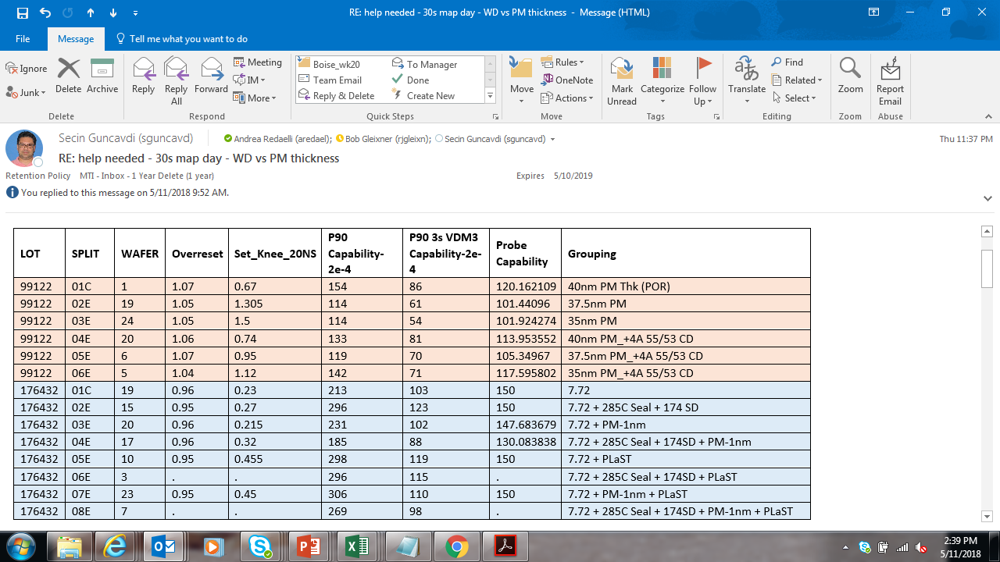 RE: help needed - 30s map day - WD vs PM thickness - Message (HTML)
File Message Tell me what you want to do
Ignore
Junk
Delete
Archive
Delete
Reply
Reply All
Forward
Meeting
IM
More
Respond
Boise_wk20
Team Email
Reply & Delete
To Manager
Done
Create New
Quick Steps
Move
Rules
OneNote
Actions
Move
Mark Unread
Categorize
Follow Up
Tags
Translate
Find
Related
Select
Editing
Zoom
Zoom
Report Email
Abuse
Secin Guncavdi (sguncavd) Andrea Redaelli (aredael); Bob Gleixner (rjgleixn); Secin Guncavdi (sguncavd) Thu 11:37 PM
RE: help needed - 30s map day - WD vs PM thickness
Retention Policy MTI - Inbox - 1 Year Delete (1 year) Expires 5/10/2019
You replied to this message on 5/11/2018 9:52 AM.
LOT SPLIT WAFER Overreset Set_Knee_20NS P90 Capability-2e-4 P90 3s VDM3 Capability-2e-4 Probe Capability Grouping
99122 01C 1 1.07 0.67 154 86 120.162109 40nm PM Thk (POR)
99122 02E 19 1.05 1.305 114 61 101.44096 37.5nm PM
99122 03E 24 1.05 1.5 114 54 101.924274 35nm PM
99122 04E 20 1.06 0.74 133 81 113.953552 40nm PM_+4A 55/53 CD
99122 05E 6 1.07 0.95 119 70 105.34967 37.5nm PM_+4A 55/53 CD
99122 06E 5 1.04 1.12 142 71 117.595802 35nm PM_+4A 55/53 CD
176432 01C 19 0.96 0.23 213 103 150 7.72
176432 02E 15 0.95 0.27 296 123 150 7.72 + 285C Seal + 174 SD
176432 03E 20 0.96 0.215 231 102 147.683679 7.72 + PM-1nm
176432 04E 17 0.96 0.32 185 88 130.083838 7.72 + 285C Seal + 174SD + PM-1nm
176432 05E 10 0.95 0.455 298 119 150 7.72 + PLaST
176432 06E 3 . . 296 115 . 7.72 + 285C Seal + 174SD + PLaST
176432 07E 23 0.95 0.45 306 110 150 7.72 + PM-1nm + PLaST
176432 08E 7 . . 269 98 . 7.72 + 285C Seal + 174SD + PM-1nm + PLaST
2:39 PM
5/11/2018